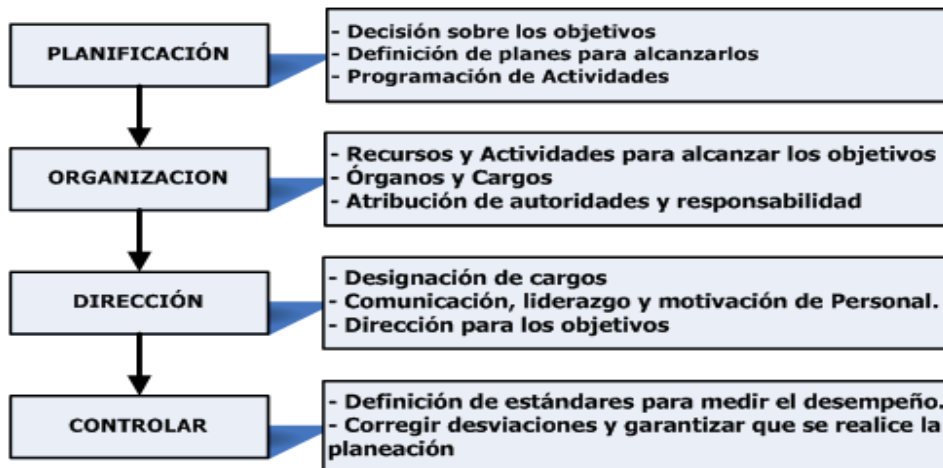 PLANIFICACIÓN
- Decisión sobre los objetivos
- Definición de planes para alcanzarlos
- Programación de Actividades
ORGANIZACION
- Recursos y Actividades para alcanzar los objetivos
- Órganos y Cargos
- Atribución de autoridades y responsabilidad
DIRECCIÓN
- Designación de cargos
- Comunicación, liderazgo y motivación de Personal.
- Dirección para los objetivos
CONTROLAR
- Definición de estándares para medir el desempeño.
- Corregir desviaciones y garantizar que se realice la
planeación